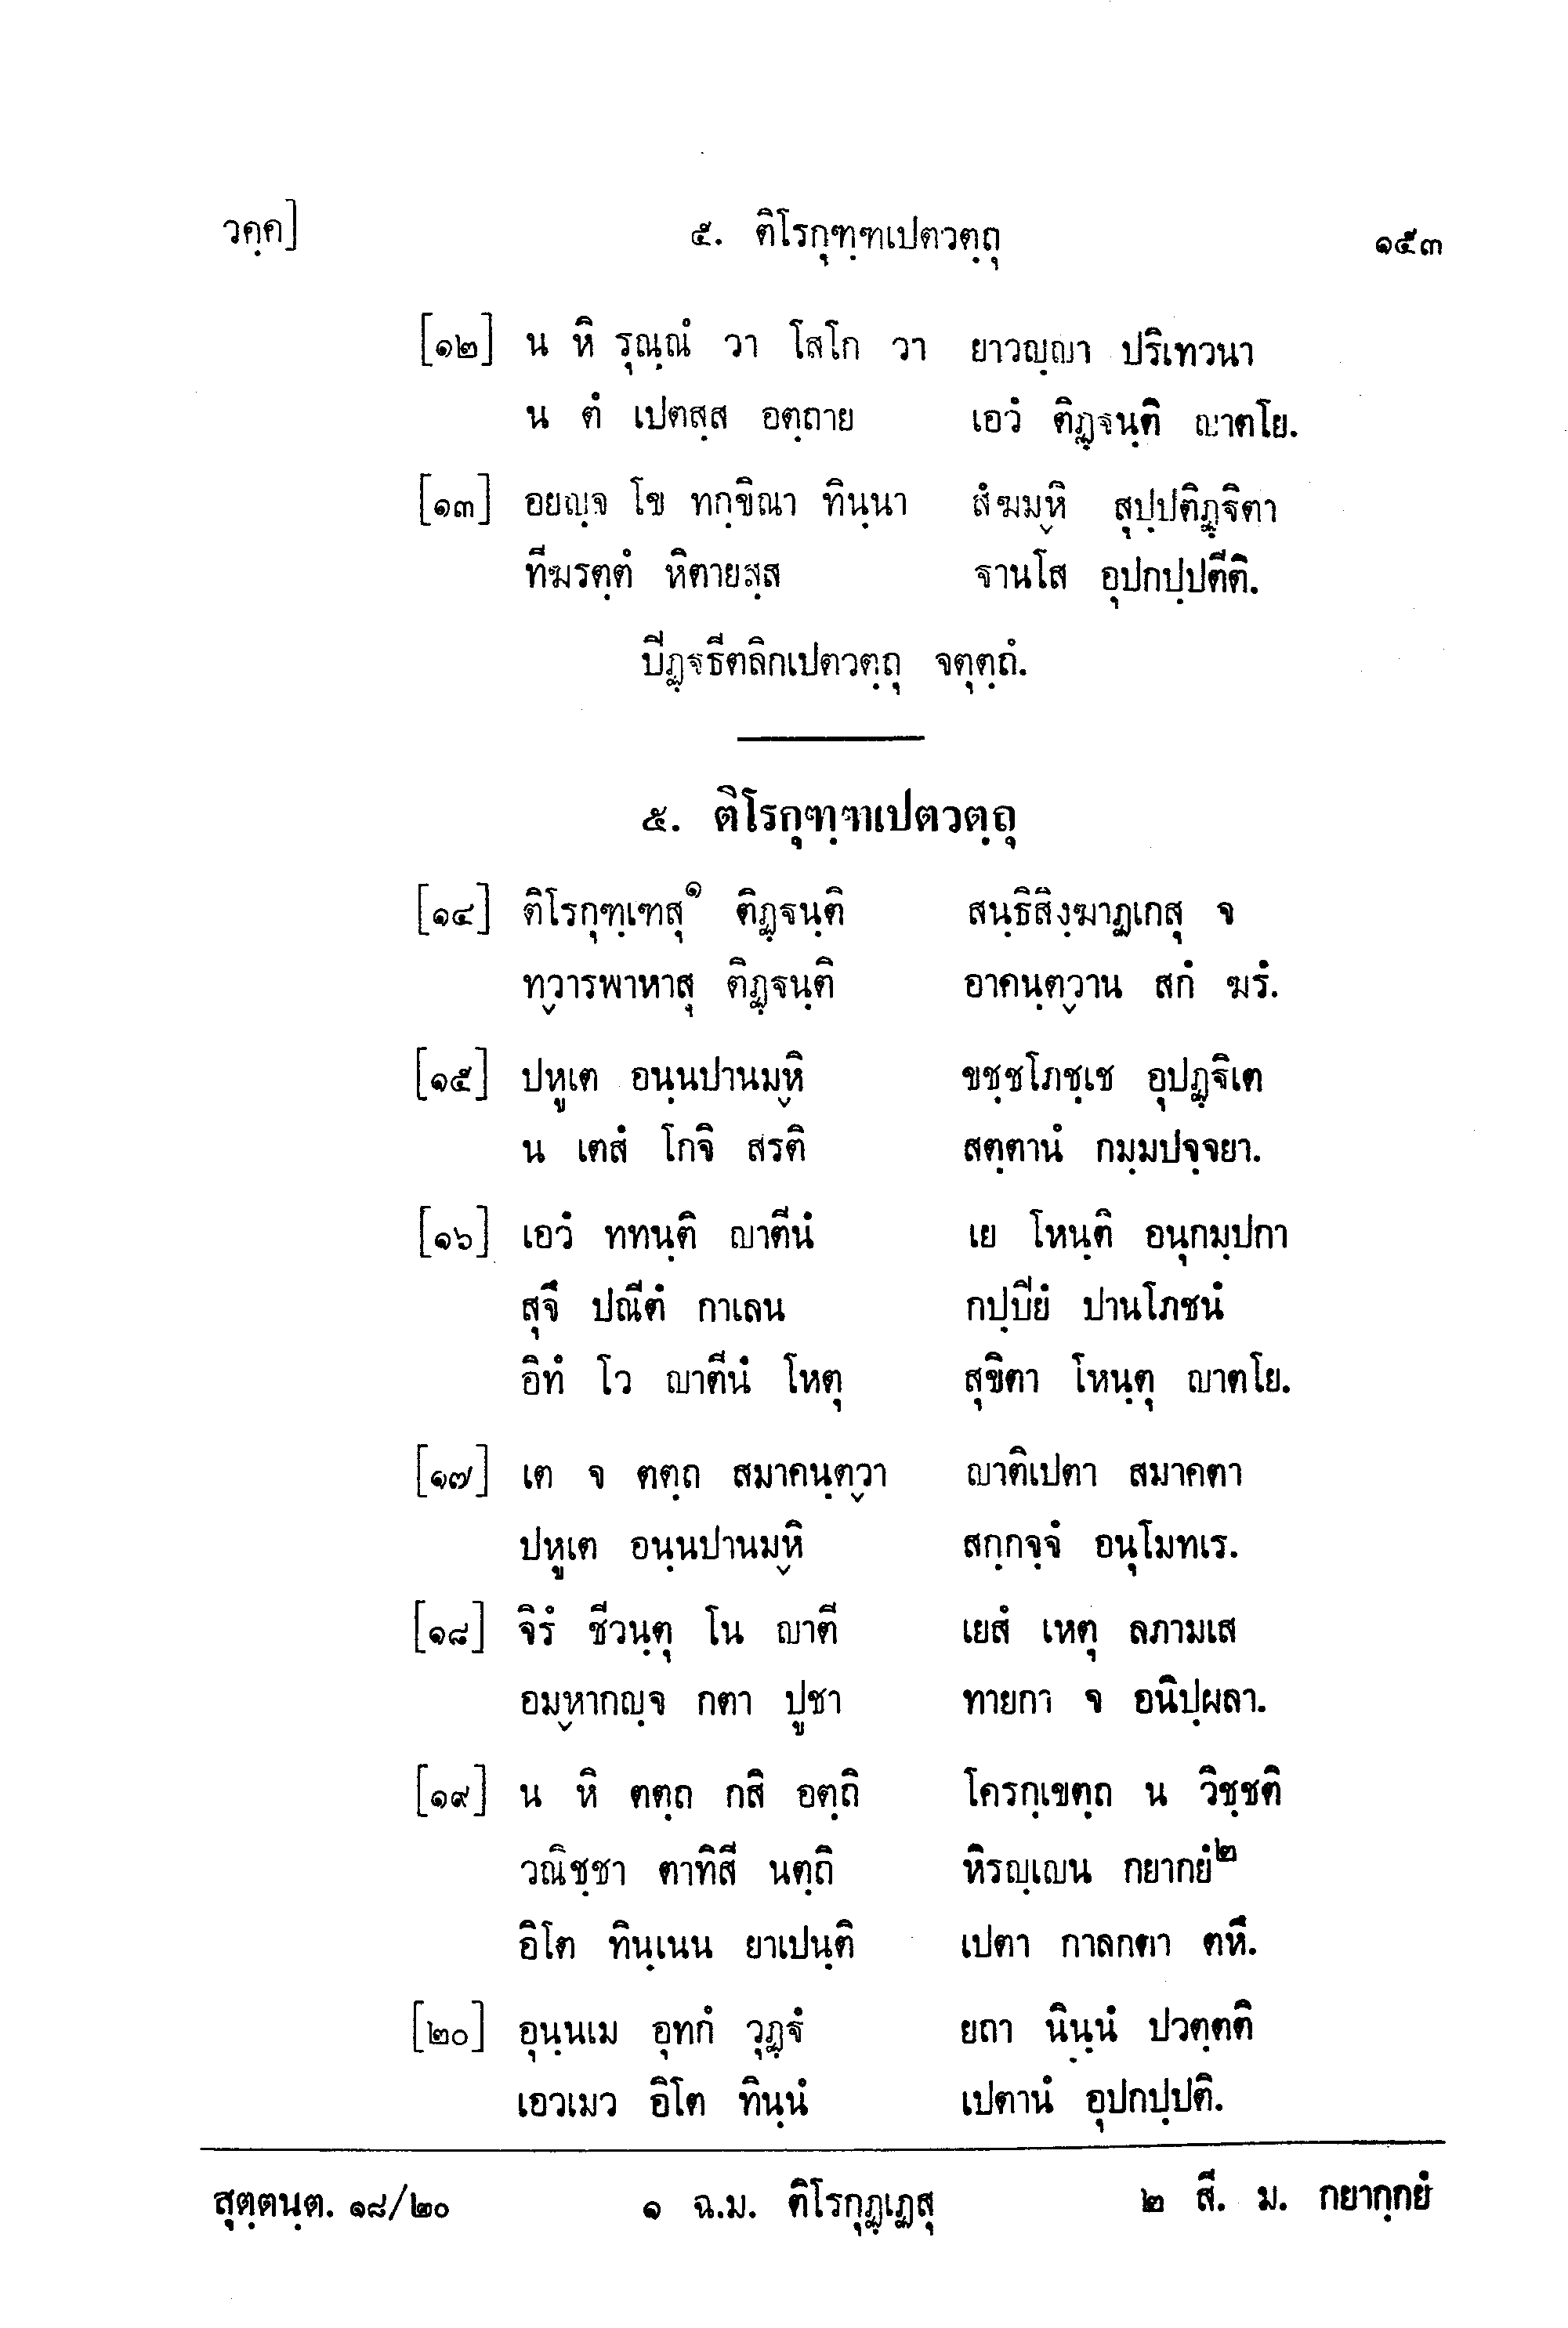 วคฺค] ๕. ติโรกุฑฺฑเปตวตฺถุ ๑๕๓
[๑๒] น หิ รุณฺณํ วา โสโก วา ยาวญฺญา ปริเทวนา
น ตํ เปตสฺส อตฺถาย เอวํ ติฏฺฐนฺติ ญาตโย.
[๑๓] อยญฺจ โข ทกฺขิณา ทินฺนา สํฆมฺหิ สุปฺปติฏฺฐิตา
ทีฆรตฺตํ หิตายสฺส ฐานโส อุปกปฺปตีติ.
ปิฏฺฐธีตลิกเปตวตฺถุ จตุตฺถํ.
๕. ติโรกุฑฺฑเปตวตฺถุ
[๑๔] ติโรกุฑฺเฑสุ๑ ติฏฺฐนฺติ สนฺธิสิงฺฆาฏเกสุ จ
ทฺวารพาหาสุ ติฏฺฐนฺติ อาคนฺตฺวาน สกํ ฆรํ.
[๑๕] ปหูเต อนฺนปานมฺหิ ขชฺชโภชฺเช อุปฏฺฐิเต
น เตสํ โกจิ สรติ สตฺตานํ กมฺมปจฺจยา.
[๑๖] เอวํ ททนฺติ ญาตีนํ เย โหนฺติ อนุกมฺปกา
สุจึ ปณีตํ กาเลน กปฺปิยํ ปานโภชนํ
อิทํ โว ญาตีนํ โหตุ สุขิตา โหนฺตุ ญาตโย.
[๑๗] เต จ ตตฺถ สมาคนฺตฺวา ญาติเปตา สมาคตา
ปหูเต อนฺนปานมฺหิ สกฺกจฺจํ อนุโมทเร.
[๑๘] จิรํ ชีวนฺตุ โน ญาตี เยสํ เหตุ ลภามเส
อมฺหากญฺจ กตา ปูชา ทายกา จ อนิปฺผลา.
[๑๙] น หิ ตตฺถ กสิ อตฺถิ โครกฺเขตฺถ น วิชฺชติ
วณิชฺชา ตาทิสี นตฺถิ หิรญฺเญน กยากยํ๒
อิโต ทินฺเนน ยาเปนฺติ เปตา กาลกตา ตหึ.
[๒๐] อุนฺนเม อุทกํ วุฏฺฐํ ยถา นินฺนํ ปวตฺตติ
เอวเมว อิโต ทินฺนํ เปตานํ อุปกปฺปติ.
สุตฺตนฺต. ๑๘/๒๐ ๑ ฉ.ม. ติโรกุฏฺเฏสุ ๒ สี. ม. กยากฺกยํ